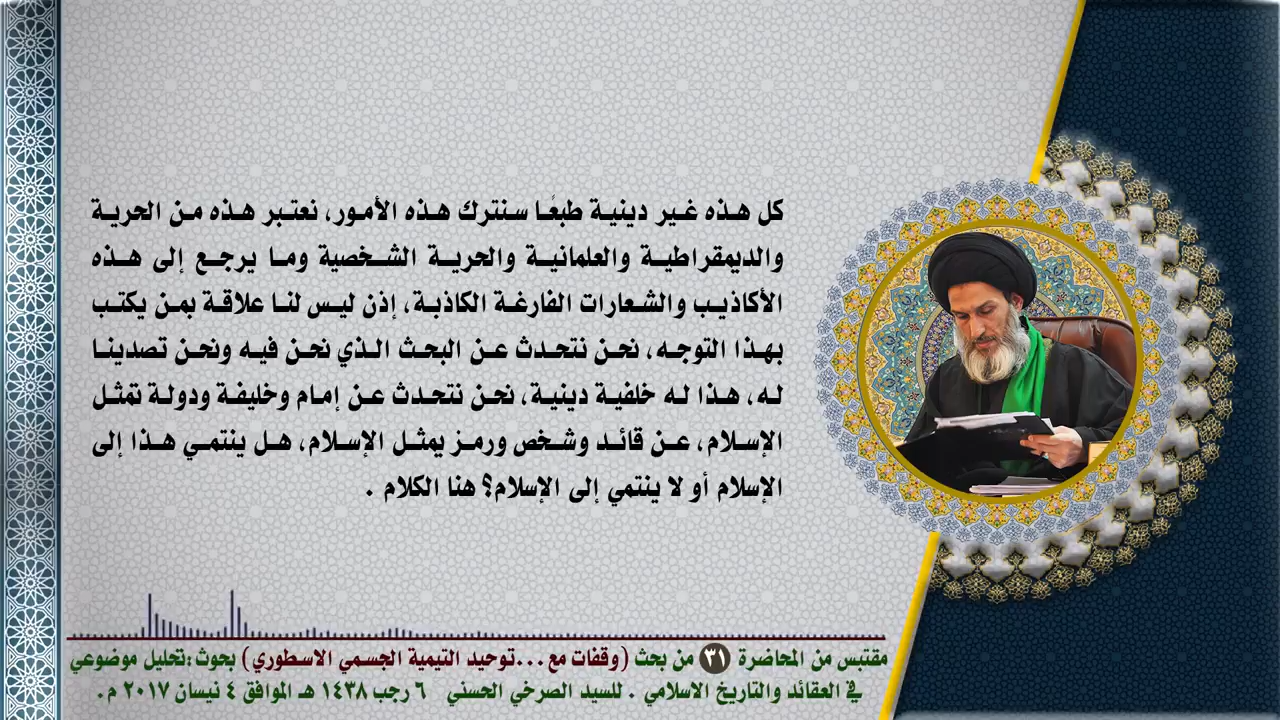 كل هذه غير دينية طبعًا سنترك هذه الأمور، نعتبر هذه من الحرية
والديمقراطية والعلمانية والحرية الشخصية وما يرجع إلى هذه
الأكاذيب والشعارات الفارغة الكاذبة، إذن ليس لنا علاقة بمن يكتب
بهذا التوجه، نحن نتحدث عن البحث الذي نحن فيه ونحن تصدينا
له، هذا له خلفية دينية، نحن نتحدث عن إمام وخليفة ودولة تمثل
الإسلام، عن قائد وشخص ورمز يمثل الإسلام، هل ينتمي هذا إلى
الإسلام أو لا ينتمي إلى الإسلام؟ هنا الكلام .
مقتبس من المحاضرة ٣١ من بحث (وقفات مع...توحيد التيمية الجسمي الاسطوري) بحوث:تحليل موضوعي
في العقائد والتاريخ الاسلامي . للسيد الصرخي الحسني ٦ رجب ١٤٣٨ هـ الموافق ٤ نيسان ٢٠١٧ م.